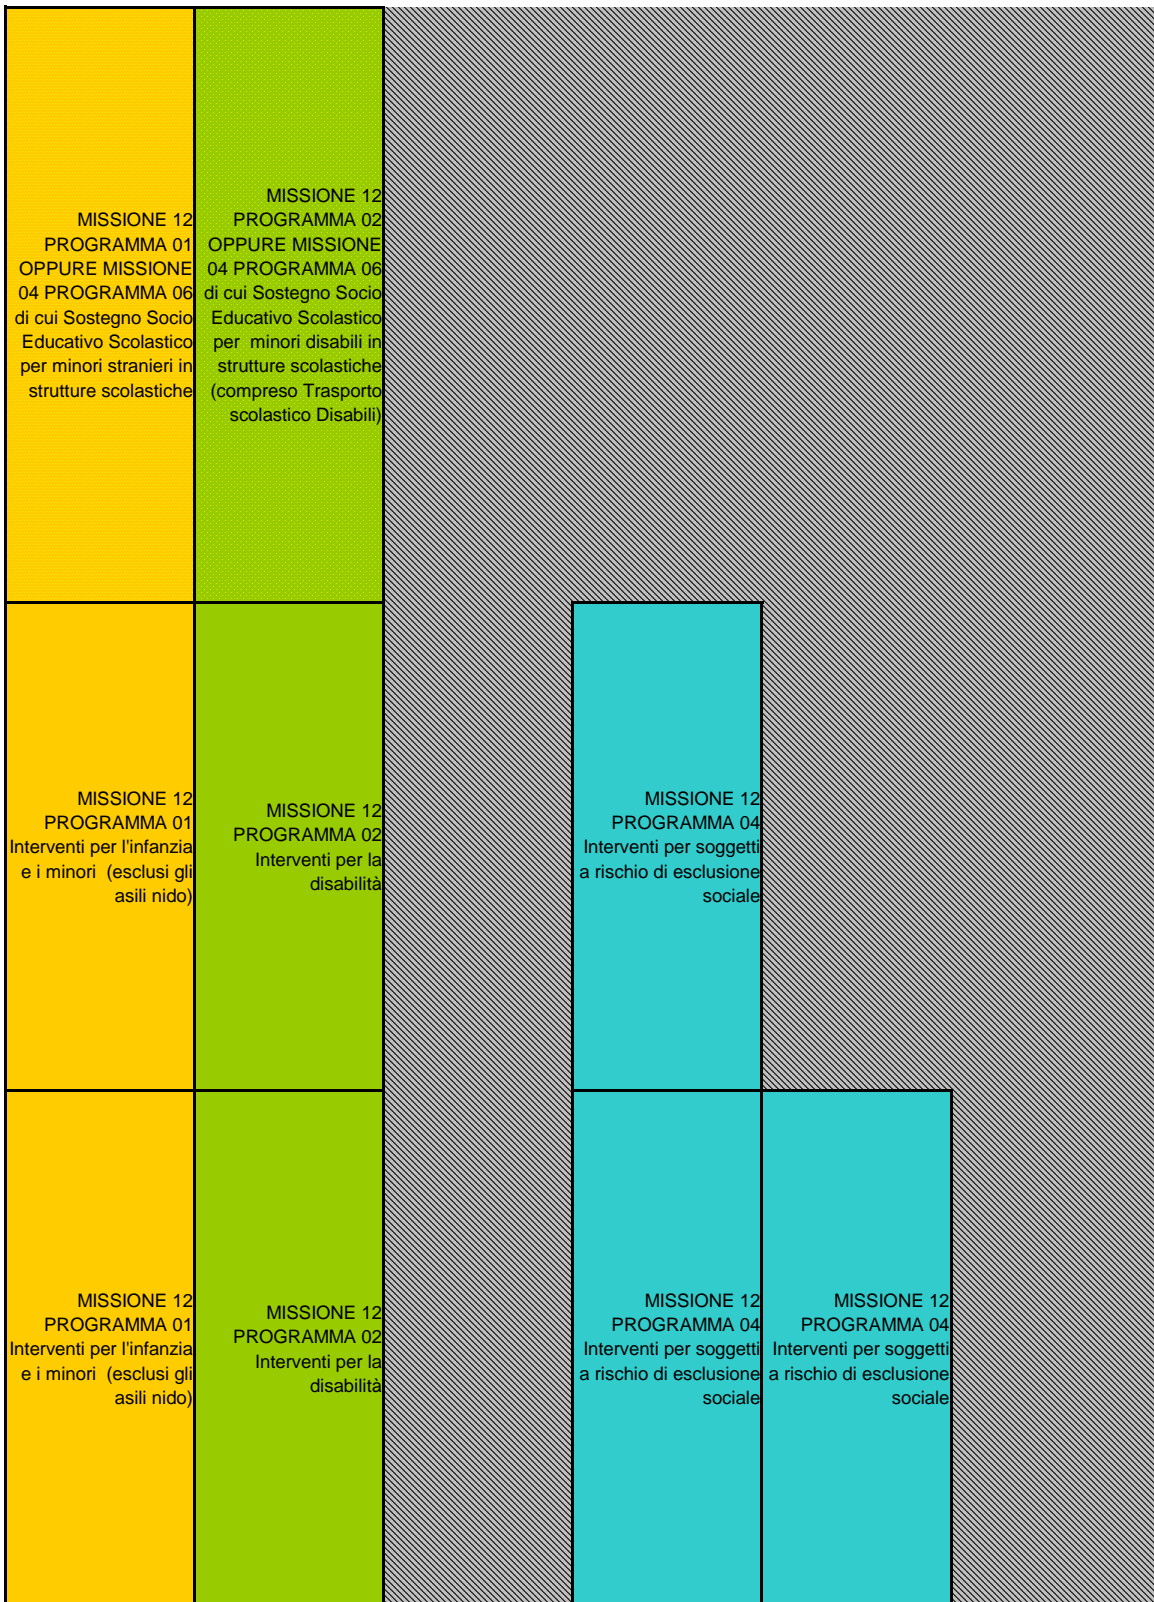 MISSIONE 12
PROGRAMMA 01
OPPURE MISSIONE
04 PROGRAMMA 06
di cui Sostegno Socio
Educativo Scolastico
per minori stranieri in
strutture scolastiche
MISSIONE 12
PROGRAMMA 02
OPPURE MISSIONE
04 PROGRAMMA 06
di cui Sostegno Socio
Educativo Scolastico
per minori disabili in
strutture scolastiche
(compreso Trasporto
scolastico Disabili)
MISSIONE 12
PROGRAMMA 01
Interventi per l'infanzia
e i minori (esclusi gli
asili nido)
MISSIONE 12
PROGRAMMA 02
Interventi per la
disabilità
MISSIONE 12
PROGRAMMA 04
Interventi per soggetti
a rischio di esclusione
sociale
MISSIONE 12
PROGRAMMA 01
Interventi per l'infanzia
e i minori (esclusi gli
asili nido)
MISSIONE 12
PROGRAMMA 02
Interventi per la
disabilità
MISSIONE 12
PROGRAMMA 04
Interventi per soggetti
a rischio di esclusione
sociale
MISSIONE 12
PROGRAMMA 04
Interventi per soggetti
a rischio di esclusione
sociale